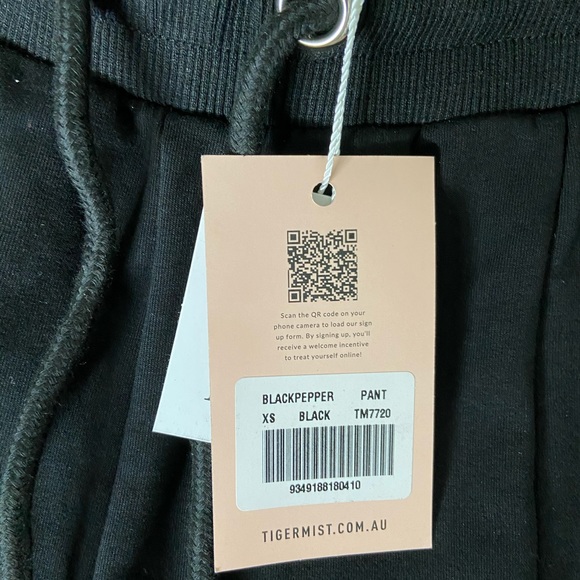 Scan the QR code on your
phone camera to load our sign
up form. By signing up, you'll
receive a welcome incentive
to treat yourself online!
BLACKPEPPER PANT
XS BLACK TM7720
9349188180410
TIGERMIST.COM.AU